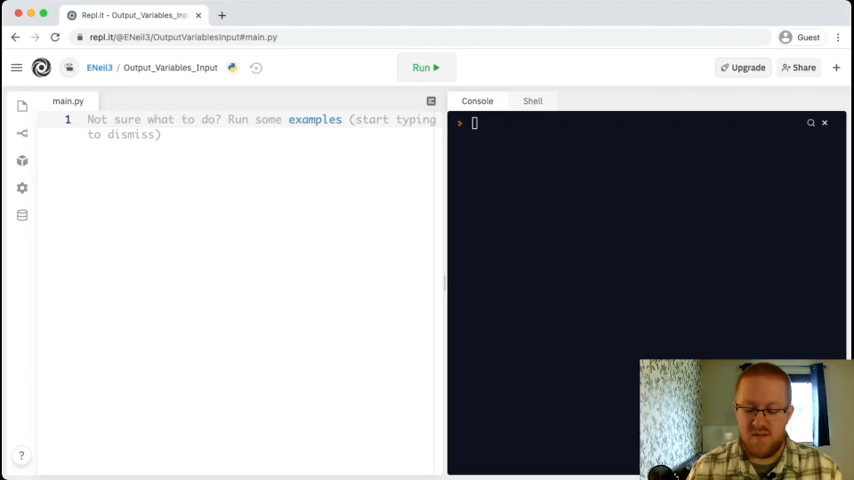 Repl.it - Output_Variables_Inp
repl.it/@ENeil3/OutputVariablesInput#main.py
Guest
ENeil3 / Output_Variables_Input
Run
Upgrade
Share
main.py
Console
Shell
1 Not sure what to do? Run some examples (start typing
to dismiss)